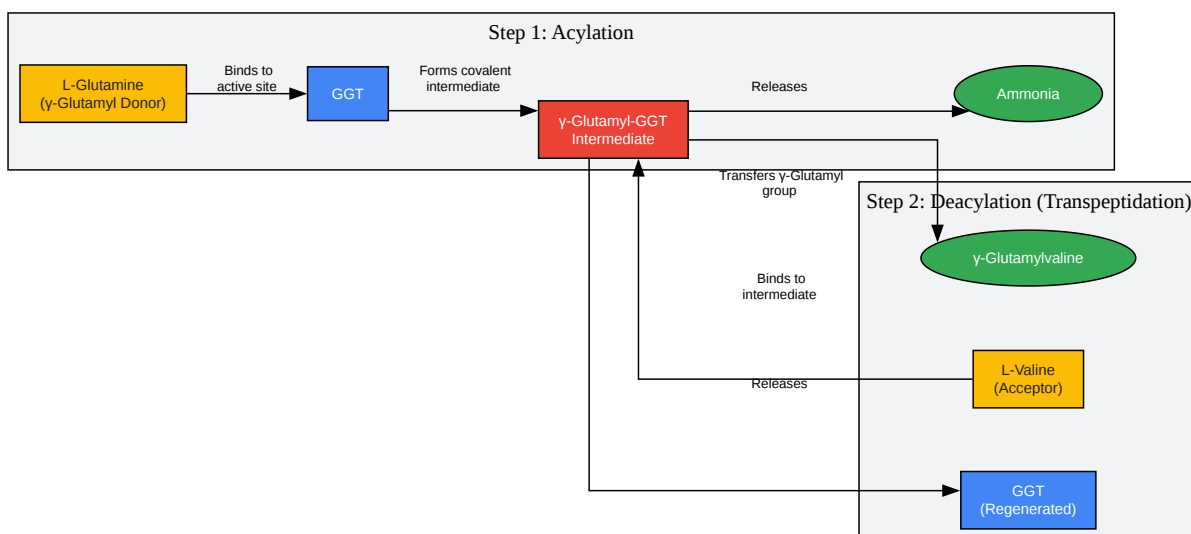 Step 1: Acylation
L-Glutamine
(γ-Glutamyl Donor)
Binds to
active site
GGT
Forms covalent
intermediate
γ-Glutamyl-GGT
Intermediate
Releases
Ammonia
Transfers γ-Glutamyl
group
Step 2: Deacylation (Transpeptidation)
γ-Glutamylvaline
Binds to
intermediate
L-Valine
(Acceptor)
Releases
GGT
(Regenerated)